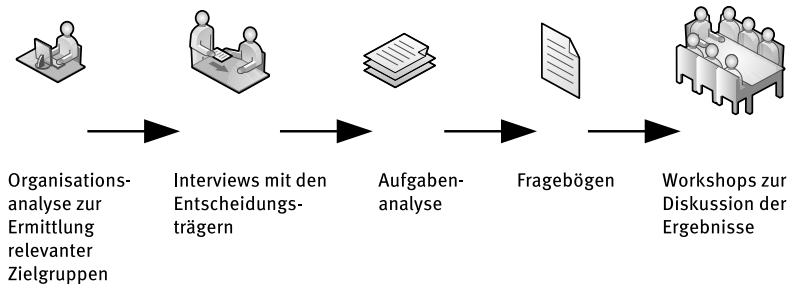 Organisations-
analyse zur
Ermittlung
relevanter
Zielgruppen
Interviews mit den
Entscheidungs-
trägern
Aufgaben-
analyse
Fragebögen
Workshops zur
Diskussion der
Ergebnisse